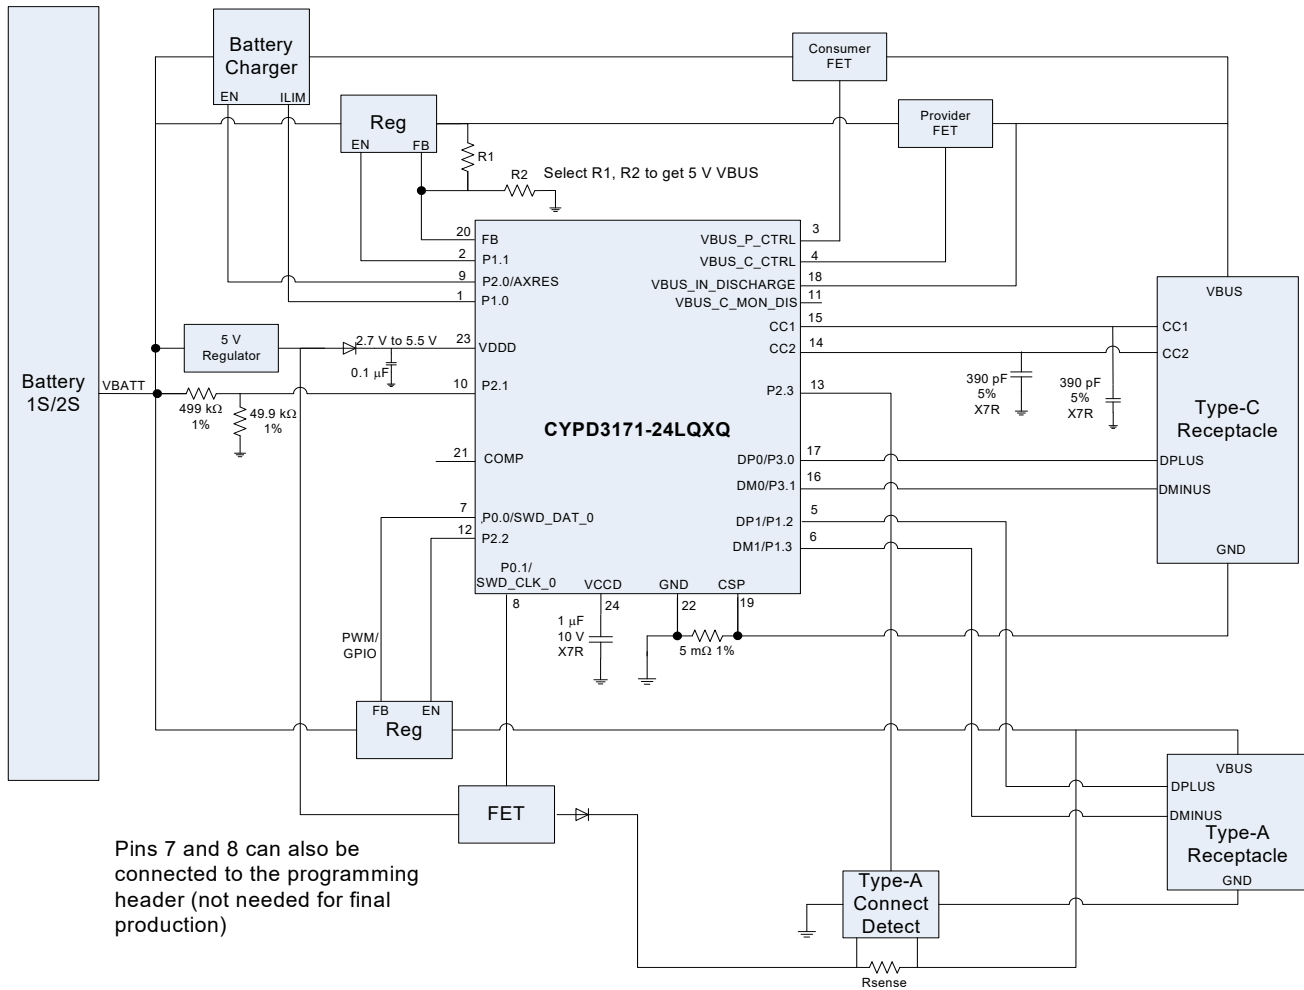 Battery
Charger
EN
ILIM
Consumer
FET
Reg
EN
FB
Provider
FET
R1
R2
Select R1, R2 to get 5 V VBUS
20
FB
2
P1.1
9
P2.0/AXRES
1
P1.0
VBUS_P_CTRL
3
VBUS_C_CTRL
4
VBUS_IN_DISCHARGE
18
VBUS_C_MON_DIS
11
CC1
15
CC2
14
VBUS
CC1
CC2
5 V
Regulator
2.7 V to 5.5 V
23
VDDD
0.1 µF
Battery
1S/2S
VBATT
499 kΩ
1%
49.9 kΩ
1%
10
P2.1
P2.3
13
390 pF
5%
X7R
390 pF
5%
X7R
Type-C
Receptacle
CYPD3171-24LQXQ
21
COMP
DP0/P3.0
17
DPLUS
DM0/P3.1
16
DMINUS
7
P0.0/SWD_DAT_0
12
P2.2
DP1/P1.2
5
DM1/P1.3
6
GND
P0.1/
SWD_CLK_0
VCCD
GND
CSP
8
24
22
19
1 µF
10 V
X7R
5 mΩ 1%
PWM/
GPIO
FB
EN
Reg
FET
VBUS
DPLUS
DMINUS
Type-A
Receptacle
GND
Pins 7 and 8 can also be
connected to the programming
header (not needed for final
production)
Type-A
Connect
Detect
Rsense